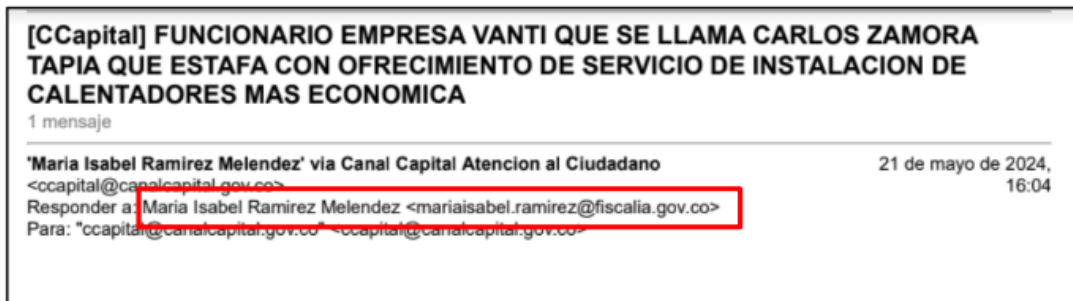 [CCapital] FUNCIONARIO EMPRESA VANTI QUE SE LLAMA CARLOS ZAMORA
TAPIA QUE ESTAFA CON OFRECIMIENTO DE SERVICIO DE INSTALACION DE
CALENTADORES MAS ECONOMICA
1 mensaje
'Maria Isabel Ramirez Melendez' via Canal Capital Atencion al Ciudadano 21 de mayo de 2024,
<ccapital@canalcapital.gov.co> 16:04
Responder a: Maria Isabel Ramirez Melendez <mariaisabel.ramirez@fiscalia.gov.co>
Para: "ccapital@canalcapital.gov.co" <ccapital@canalcapital.gov.co>